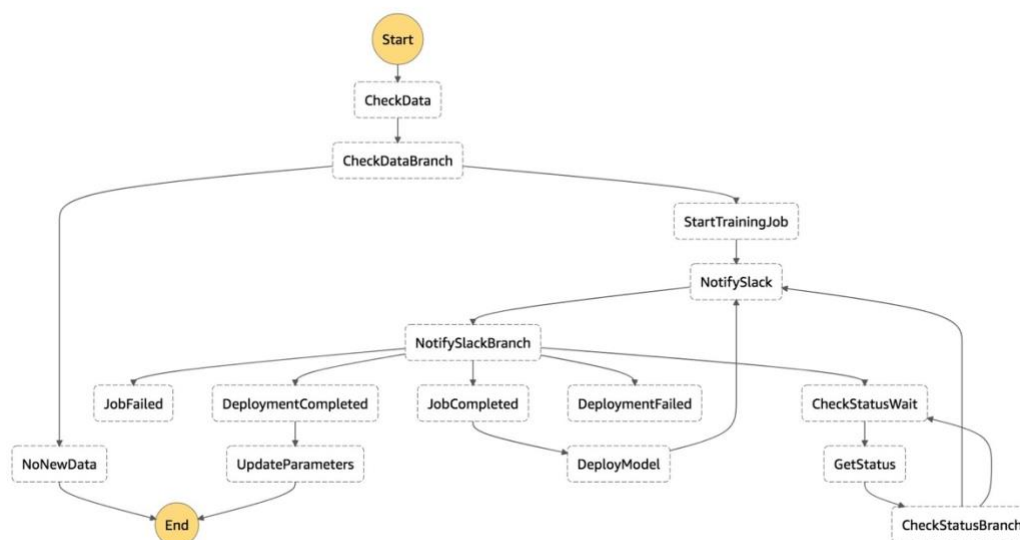 Start
CheckData
CheckDataBranch
StartTrainingJob
NotifySlack
NotifySlackBranch
JobFailed
DeploymentCompleted
JobCompleted
DeploymentFailed
CheckStatusWait
NoNewData
UpdateParameters
DeployModel
GetStatus
End
CheckStatusBranch